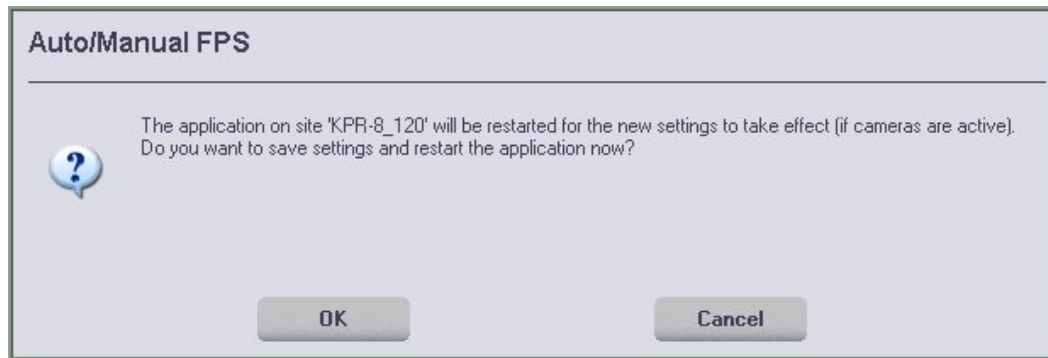 Auto/Manual FPS
The application on site 'KPR-8_120' will be restarted for the new settings to take effect (if cameras are active).
Do you want to save settings and restart the application now?
OK
Cancel